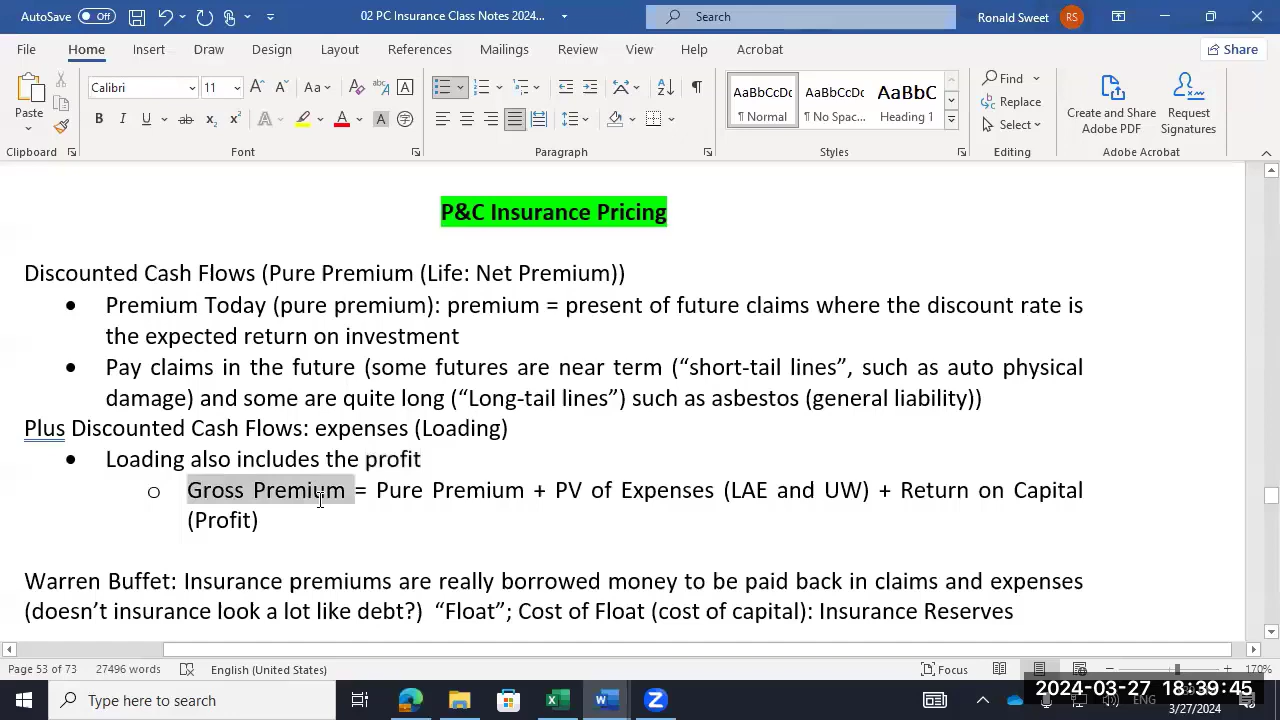 AutoSave Off 02 PC Insurance Class Notes 2024... Search Ronald Sweet RS
File Home Insert Draw Design Layout References Mailings Review View Help Acrobat Share
Calibri 11 Aa A AaBbCcDc AaBbCcDc AaBbC Find
Paste Replace Create and Share Request
B I U ab x₂ x² A A A ¶ Normal ¶ No Spac... Heading 1 Select Adobe PDF Signatures
Clipboard Font Paragraph Styles Editing Adobe Acrobat
P&C Insurance Pricing
Discounted Cash Flows (Pure Premium (Life: Net Premium))
• Premium Today (pure premium): premium = present of future claims where the discount rate is
the expected return on investment
• Pay claims in the future (some futures are near term (“short-tail lines”, such as auto physical
damage) and some are quite long (“Long-tail lines”) such as asbestos (general liability))
Plus Discounted Cash Flows: expenses (Loading)
• Loading also includes the profit
o Gross Premium = Pure Premium + PV of Expenses (LAE and UW) + Return on Capital
(Profit)
Warren Buffet: Insurance premiums are really borrowed money to be paid back in claims and expenses
(doesn’t insurance look a lot like debt?) “Float”; Cost of Float (cost of capital): Insurance Reserves
Page 53 of 73 27496 words English (United States) Focus 170%
Type here to search ENG 2024-03-27 18:39:45
3/27/2024